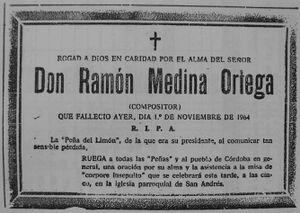 ROGAD A DIOS EN CARIDAD POR EL ALMA DEL SEÑOR
Don Ramón Medina Ortega
(COMPOSITOR)
QUE FALLECIO AYER, DIA 1.º DE NOVIEMBRE DE 1964
R. I. P. A.
La "Peña del Limón", de la que era su presidente, al comunicar tan
sensible pérdida,
RUEGA a todas las "Peñas" y al pueblo de Córdoba en ge-
neral, una oración por su alma y la asistencia a la misa de
"corpore insepulto" que se celebrará esta tarde, a las cin-
co, en la iglesia parroquial de San Andrés.